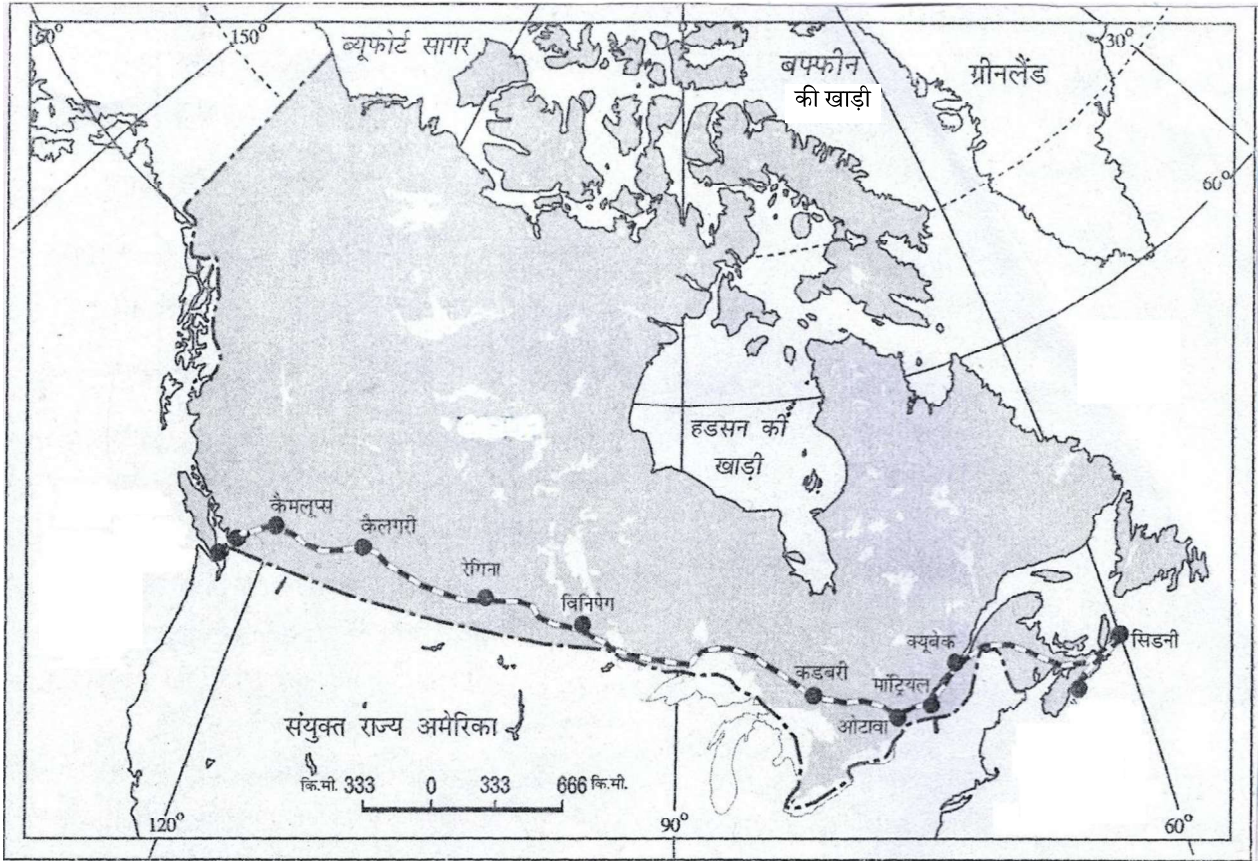 60°
150°
ब्यूफोर्ट सागर
बफ्फीन
की खाड़ी
ग्रीनलैंड
30°
60°
हडसन की
खाड़ी
कैमलूप्स
कैलगरी
रेगिना
विनिपेग
क्यूबेक
सिडनी
कडबरी
मॉट्रियल
ओटावा
संयुक्त राज्य अमेरिका
कि.मी. 333 0 333 666 कि.मी.
120°
90°
60°